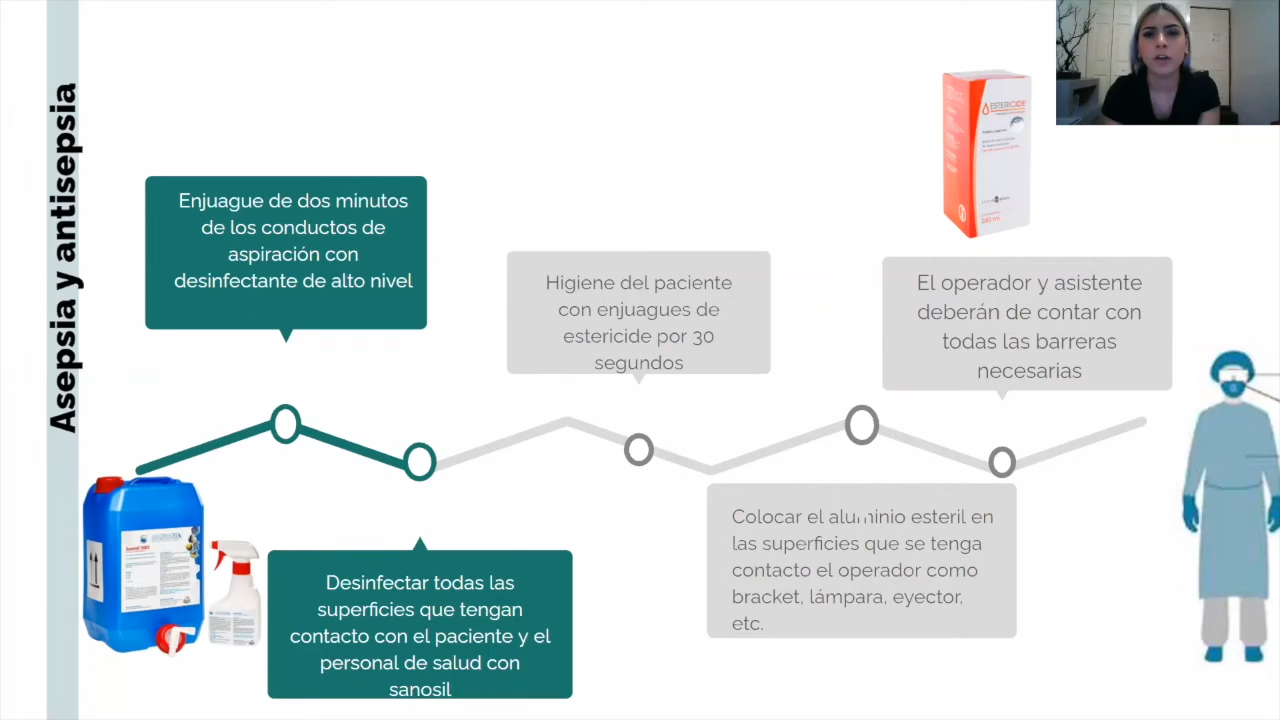 Asepsia y antisepsia
Enjuague de dos minutos
de los conductos de
aspiración con
desinfectante de alto nivel
Desinfectar todas las
superficies que tengan
contacto con el paciente y el
personal de salud con
sanosil
Higiene del paciente
con enjuagues de
estericide por 30
segundos
Colocar el aluminio esteril en
las superficies que se tenga
contacto el operador como
bracket, lámpara, eyector,
etc.
ESTERICIDE
240 ml
El operador y asistente
deberán de contar con
todas las barreras
necesarias